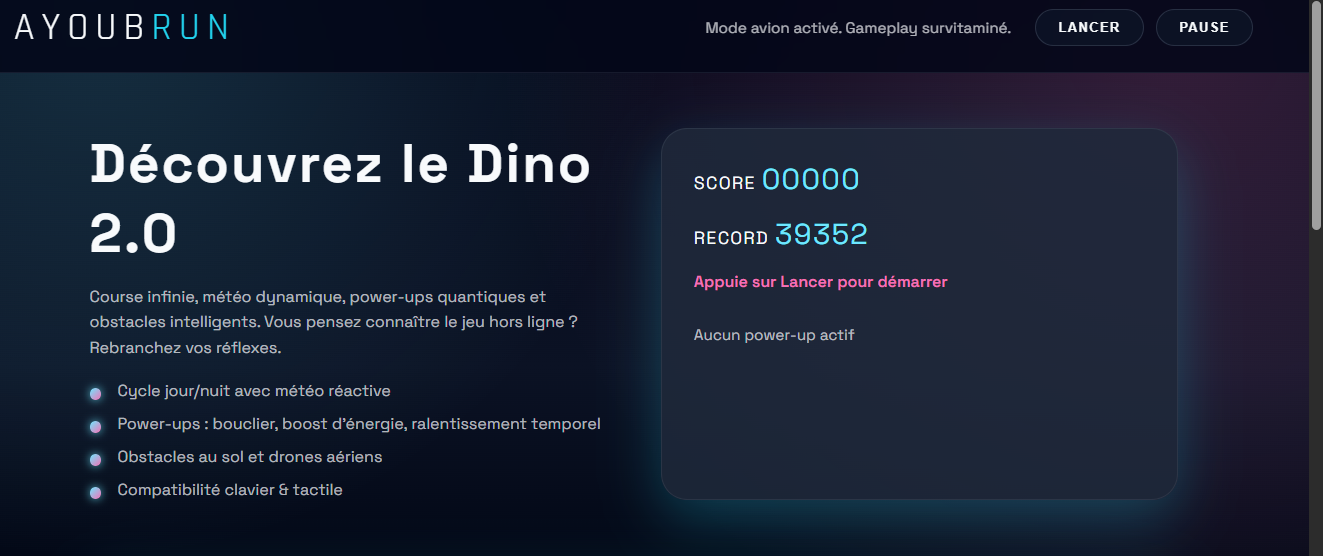 AYOUBRUN
Mode avion activé. Gameplay survitaminé.
LANCER
PAUSE
Découvrez le Dino
2.0
Course infinie, météo dynamique, power-ups quantiques et
obstacles intelligents. Vous pensez connaître le jeu hors ligne ?
Rebranchez vos réflexes.
Cycle jour/nuit avec météo réactive
Power-ups : bouclier, boost d’énergie, ralentissement temporel
Obstacles au sol et drones aériens
Compatibilité clavier & tactile
SCORE 00000
RECORD 39352
Appuie sur Lancer pour démarrer
Aucun power-up actif